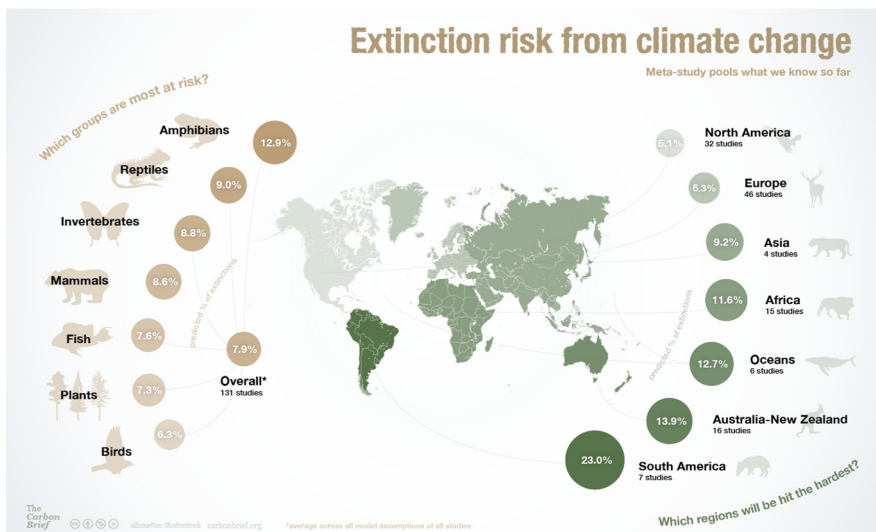 Extinction risk from climate change
Meta-study pools what we know so far
Which groups are most at risk?
Amphibians
12.9%
Reptiles
9.0%
Invertebrates
8.8%
Mammals
8.6%
Fish
7.6%
Plants
7.3%
Birds
6.3%
predicted % of extinctions
7.9%
Overall*
131 studies
North America
32 studies
5.1%
Europe
46 studies
6.3%
Asia
4 studies
9.2%
Africa
15 studies
11.6%
Oceans
6 studies
12.7%
Australia-New Zealand
16 studies
13.9%
South America
7 studies
23.0%
predicted % of extinctions
Which regions will be hit the hardest?
The
Carbon
Brief
silhouettes: Shutterstock carbonbrief.org
*average across all model assumptions of all studies